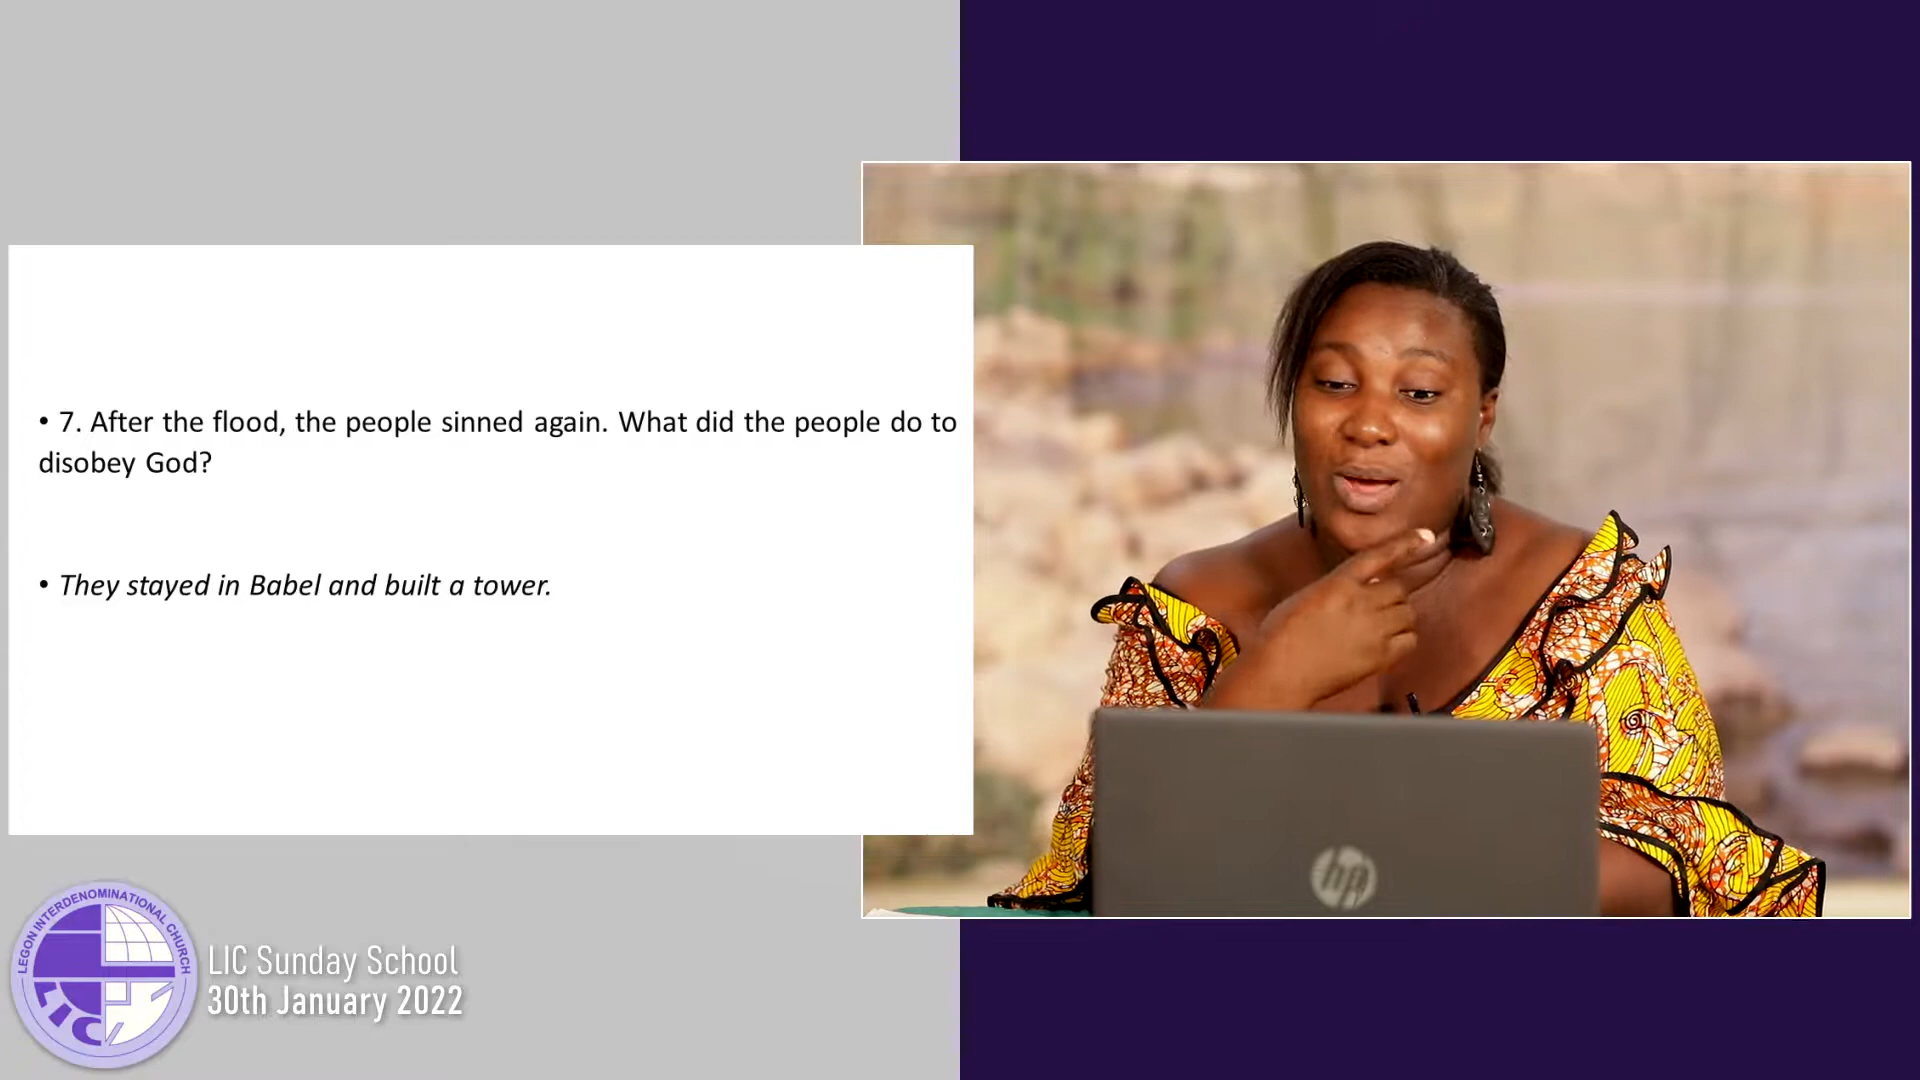 • 7. After the flood, the people sinned again. What did the people do to
disobey God?
• They stayed in Babel and built a tower.
hp
LEGON INTERDENOMINATIONAL CHURCH
LIC
LIC Sunday School
30th January 2022